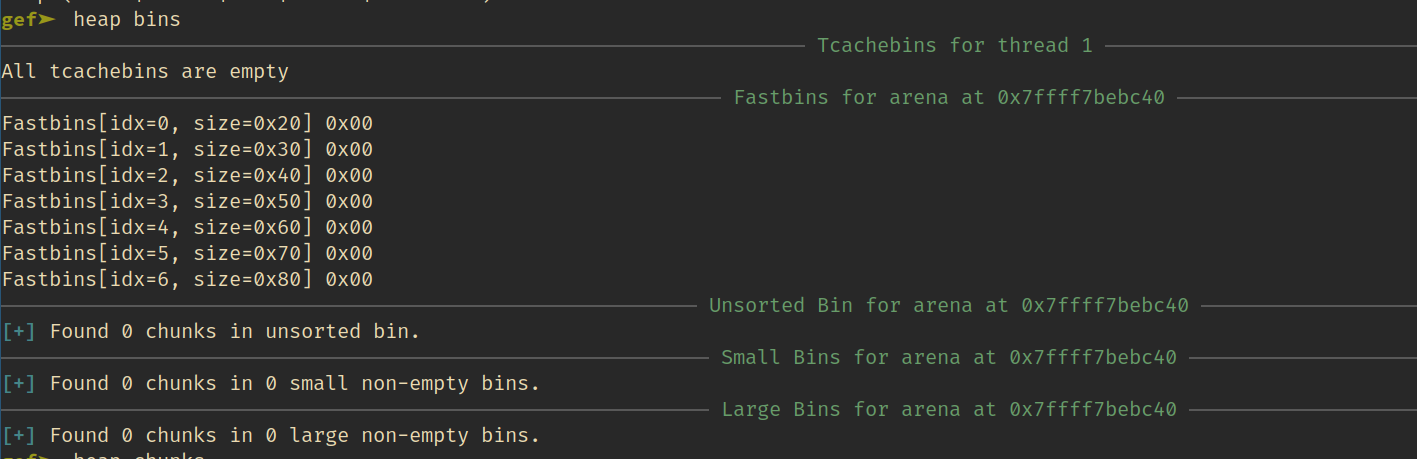 gef➤ heap bins
Tcachebins for thread 1
All tcachebins are empty
Fastbins for arena at 0x7ffff7bebc40
Fastbins[idx=0, size=0x20] 0x00
Fastbins[idx=1, size=0x30] 0x00
Fastbins[idx=2, size=0x40] 0x00
Fastbins[idx=3, size=0x50] 0x00
Fastbins[idx=4, size=0x60] 0x00
Fastbins[idx=5, size=0x70] 0x00
Fastbins[idx=6, size=0x80] 0x00
Unsorted Bin for arena at 0x7ffff7bebc40
[+] Found 0 chunks in unsorted bin.
Small Bins for arena at 0x7ffff7bebc40
[+] Found 0 chunks in 0 small non-empty bins.
Large Bins for arena at 0x7ffff7bebc40
[+] Found 0 chunks in 0 large non-empty bins.
gef➤ heap chunks